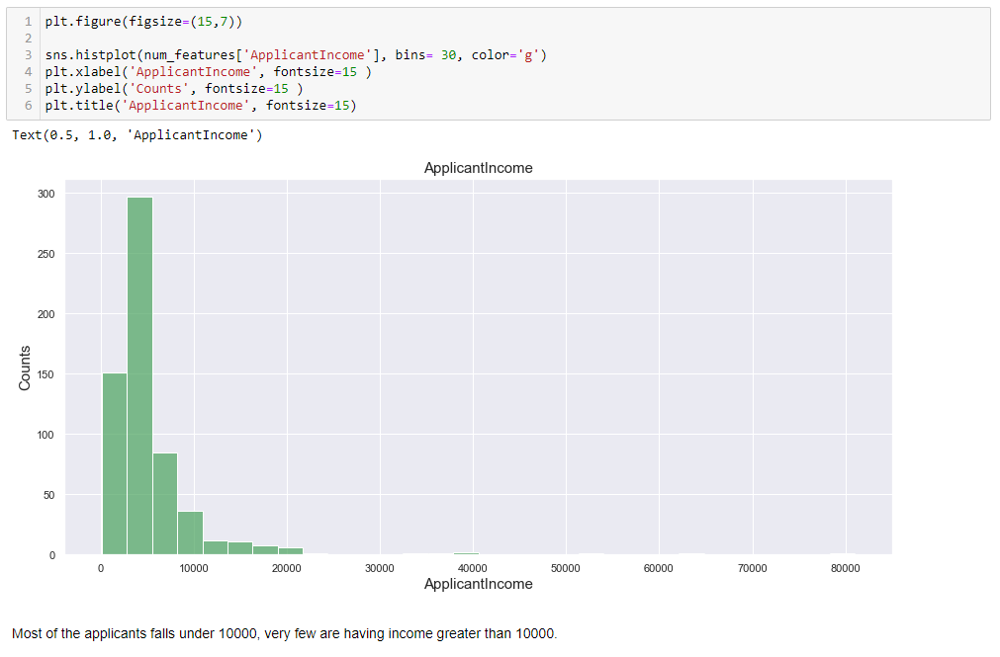 1 plt.figure(figsize=(15,7))
2
3 sns.histplot(num_features['ApplicantIncome'], bins= 30, color='g')
4 plt.xlabel('ApplicantIncome', fontsize=15 )
5 plt.ylabel('Counts', fontsize=15 )
6 plt.title('ApplicantIncome', fontsize=15)
Text(0.5, 1.0, 'ApplicantIncome')
ApplicantIncome
300
250
200
150
100
50
0
Counts
0 10000 20000 30000 40000 50000 60000 70000 80000
ApplicantIncome
Most of the applicants falls under 10000, very few are having income greater than 10000.